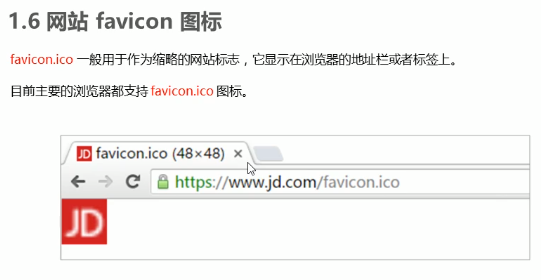 1.6 网站 favicon 图标
favicon.ico 一般用于作为缩略的网站标志，它显示在浏览器的地址栏或者标签上。
目前主要的浏览器都支持 favicon.ico 图标。
JD favicon.ico (48×48) ×
https://www.jd.com/favicon.ico
JD